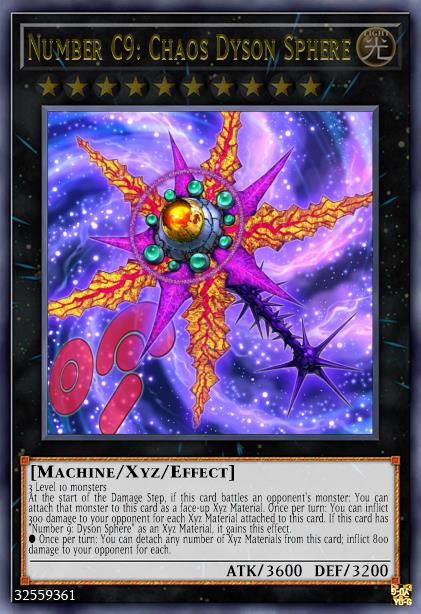 NUMBER C9: CHAOS DYSON SPHERE
LIGHT
光
09
[MACHINE/XYZ/EFFECT]
3 Level 10 monsters
At the start of the Damage Step, if this card battles an opponent's monster: You can
attach that monster to this card as a face-up Xyz Material. Once per turn: You can inflict
300 damage to your opponent for each Xyz Material attached to this card. If this card has
"Number 9: Dyson Sphere" as an Xyz Material, it gains this effect.
● Once per turn: You can detach any number of Xyz Materials from this card; inflict 800
damage to your opponent for each.
ATK/3600 DEF/3200
32559361